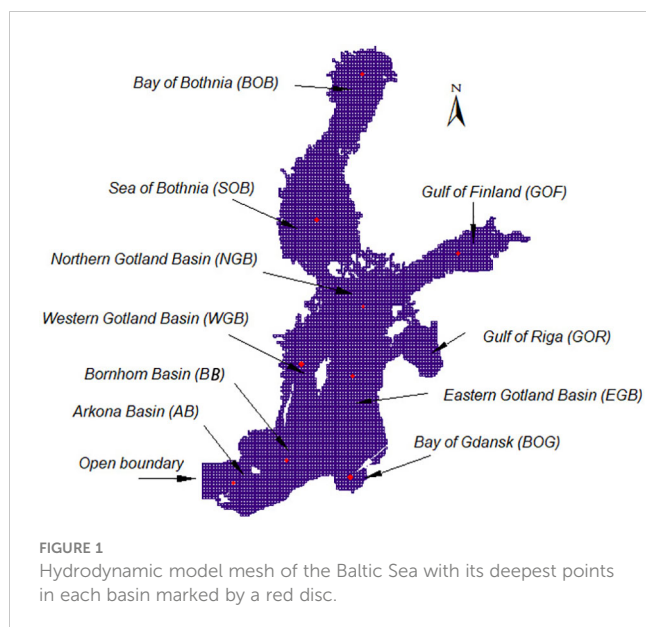 Bay of Bothnia (BOB)
N
Sea of Bothnia (SOB)
Gulf of Finland (GOF)
Northern Gotland Basin (NGB)
Western Gotland Basin (WGB)
Gulf of Riga (GOR)
Bornhom Basin (BB)
Eastern Gotland Basin (EGB)
Arkona Basin (AB)
Bay of Gdansk (BOG)
Open boundary
FIGURE 1
Hydrodynamic model mesh of the Baltic Sea with its deepest points
in each basin marked by a red disc.